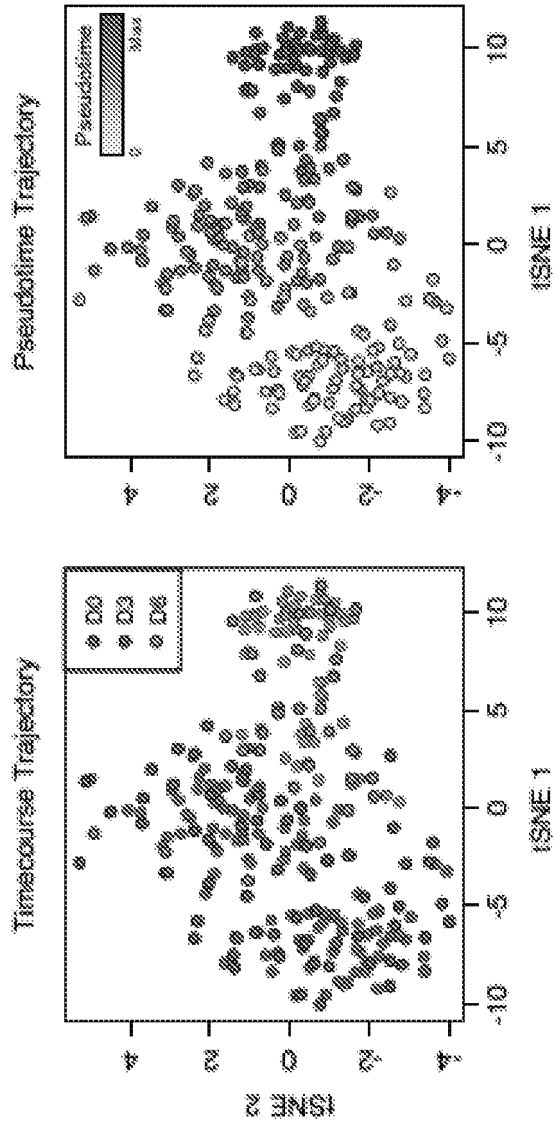 Timecourse Trajectory
D0
D3
D6
4
2
0
-2
-4
tSNE 2
-10
-5
0
5
10
tSNE 1
Pseudotime Trajectory
Pseudotime
0
Max
4
2
0
-2
-4
-10
-5
0
5
10
tSNE 1